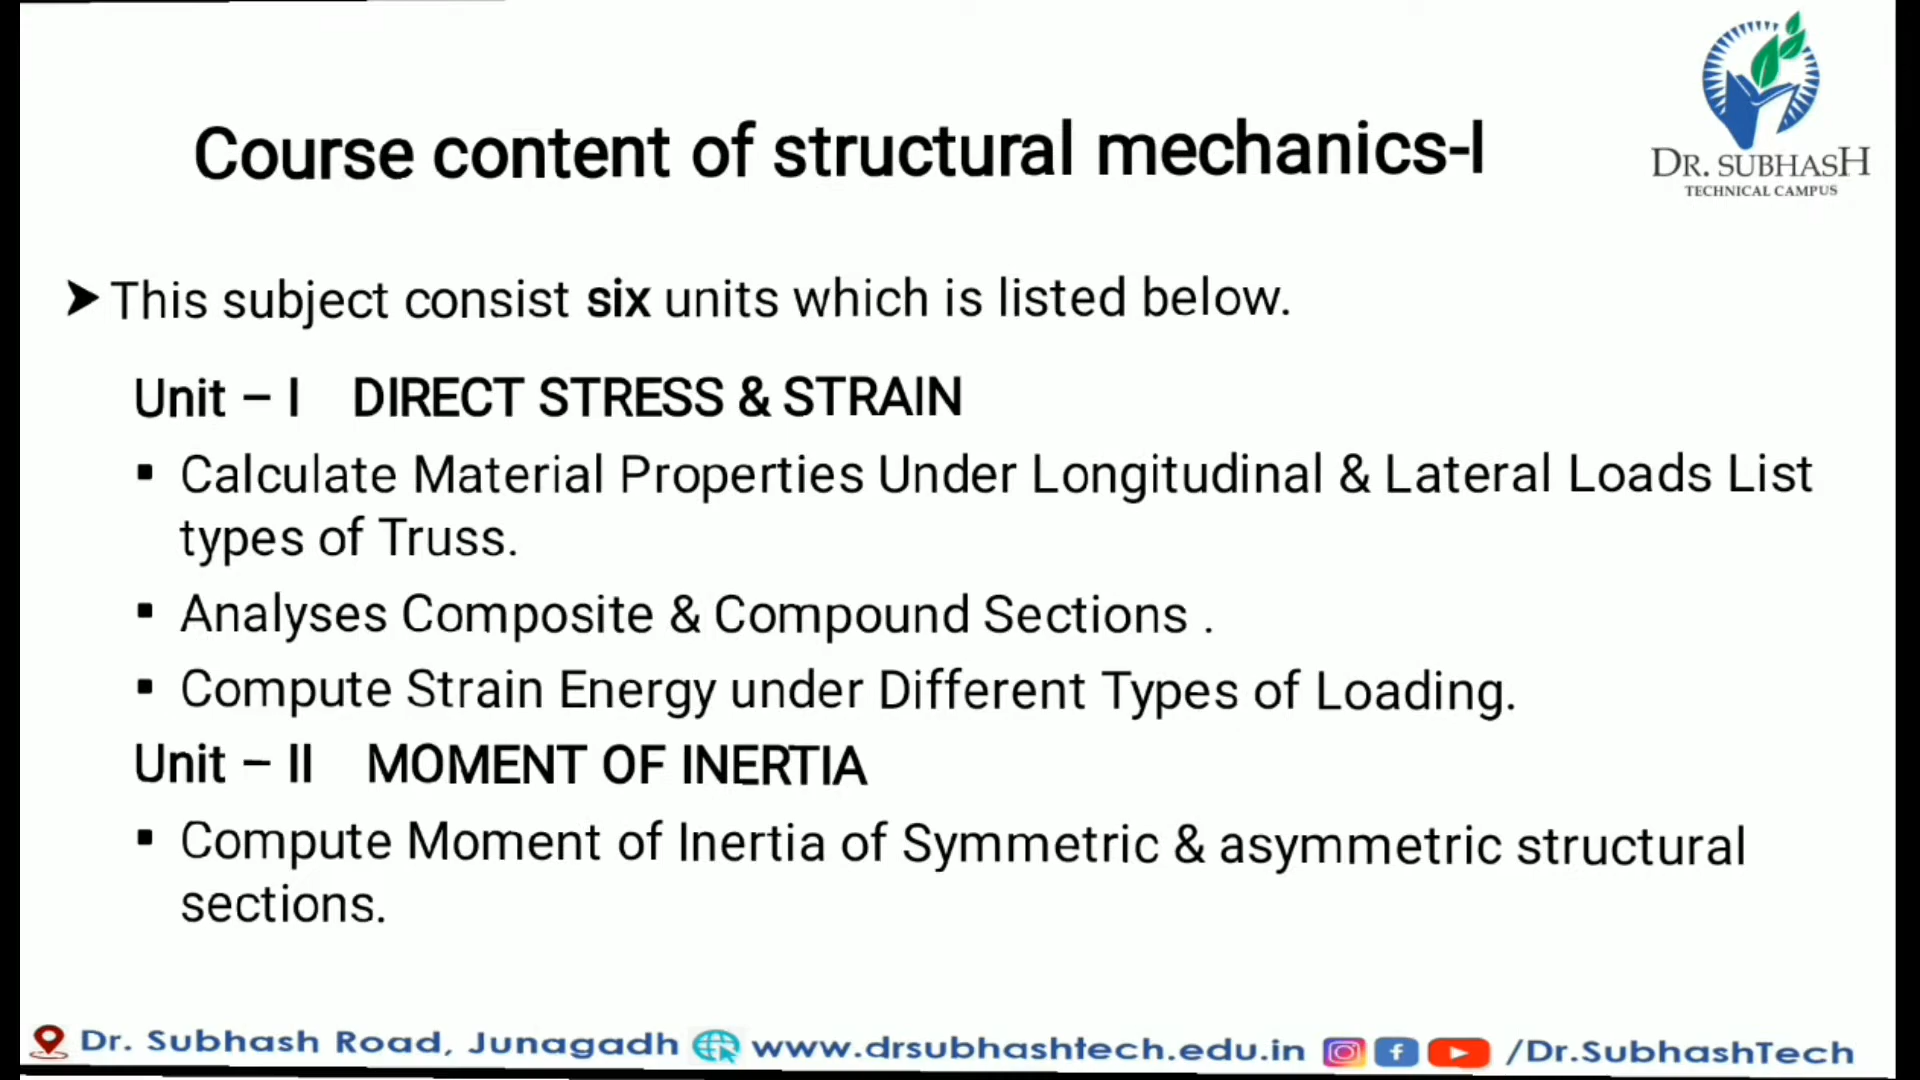 Course content of structural mechanics-I
DR. SUBHASH
TECHNICAL CAMPUS
➤ This subject consist six units which is listed below.
Unit – I DIRECT STRESS & STRAIN
▪ Calculate Material Properties Under Longitudinal & Lateral Loads List
types of Truss.
▪ Analyses Composite & Compound Sections .
▪ Compute Strain Energy under Different Types of Loading.
Unit – II MOMENT OF INERTIA
▪ Compute Moment of Inertia of Symmetric & asymmetric structural
sections.
Dr. Subhash Road, Junagadh www.drsubhashtech.edu.in /Dr.SubhashTech